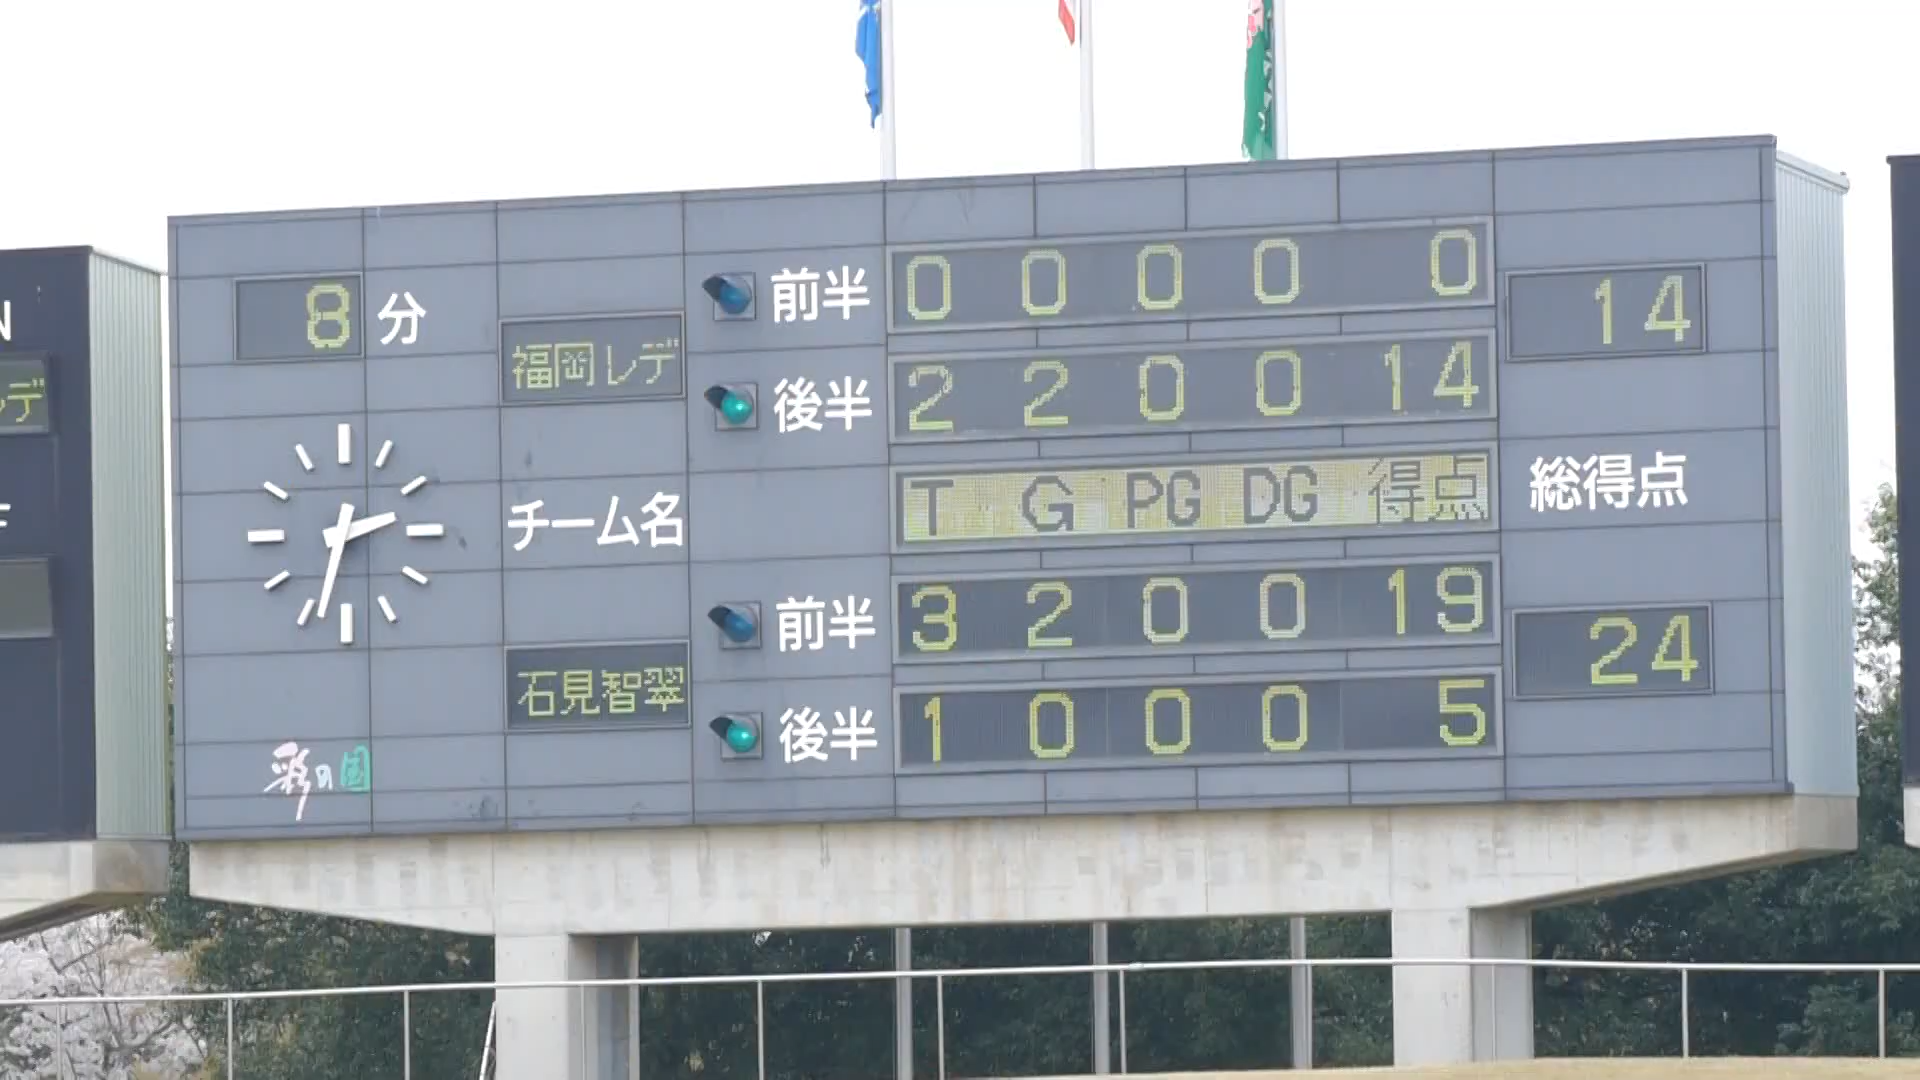 8 分
福岡レデ
前半 0 0 0 0 0
14
後半 2 2 0 0 14
チーム名
T G PG DG 得点
総得点
前半 3 2 0 0 19
石見智翠
24
後半 1 0 0 0 5
彩の国
N
レデ